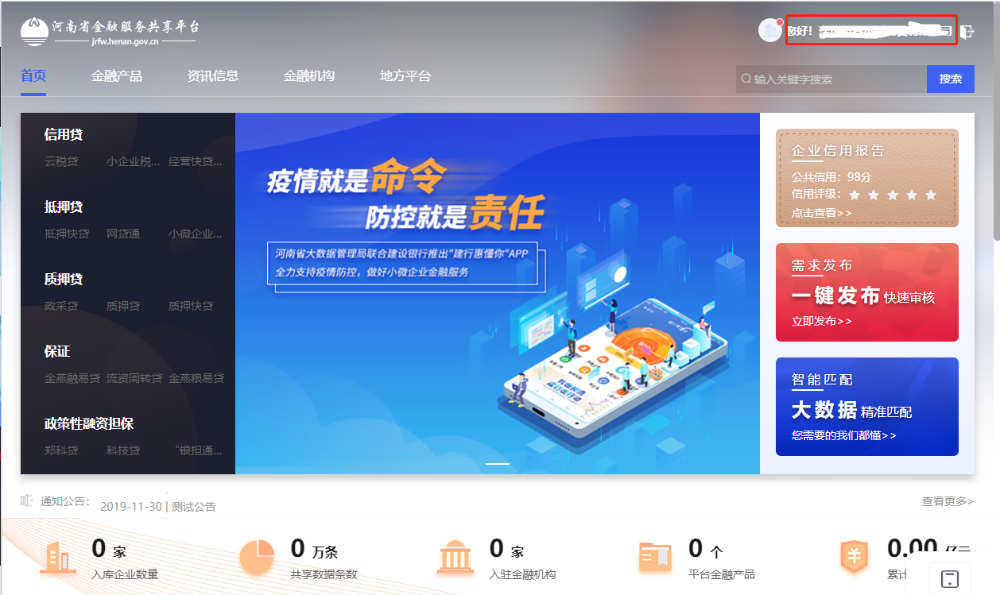 河南省金融服务共享平台
jrfw.henan.gov.cn
您好！
首页 金融产品 资讯信息 金融机构 地方平台
输入关键字搜索 搜索
信用贷
云税贷 小企业税... 经营快贷...
抵押贷
抵押快贷 网贷通 小微企业...
质押贷
政采贷 质押贷 质押快贷
保证
金燕融易贷 流资周转贷 金燕粮易贷
政策性融资担保
郑科贷 科技贷 “银担通...
疫情就是命令
防控就是责任
河南省大数据管理局联合建设银行推出"建行惠懂你"APP
全力支持疫情防控，做好小微企业金融服务
企业信用报告
公共信用：98分
信用评级：
点击查看>>
需求发布
一键发布 快速审核
立即发布>>
智能匹配
大数据 精准匹配
您需要的我们都懂>>
通知公告： 2019-11-30 | 测试公告 查看更多>
0 家
入库企业数量
0 万条
共享数据条数
0 家
入驻金融机构
0 个
平台金融产品
0.00
累计